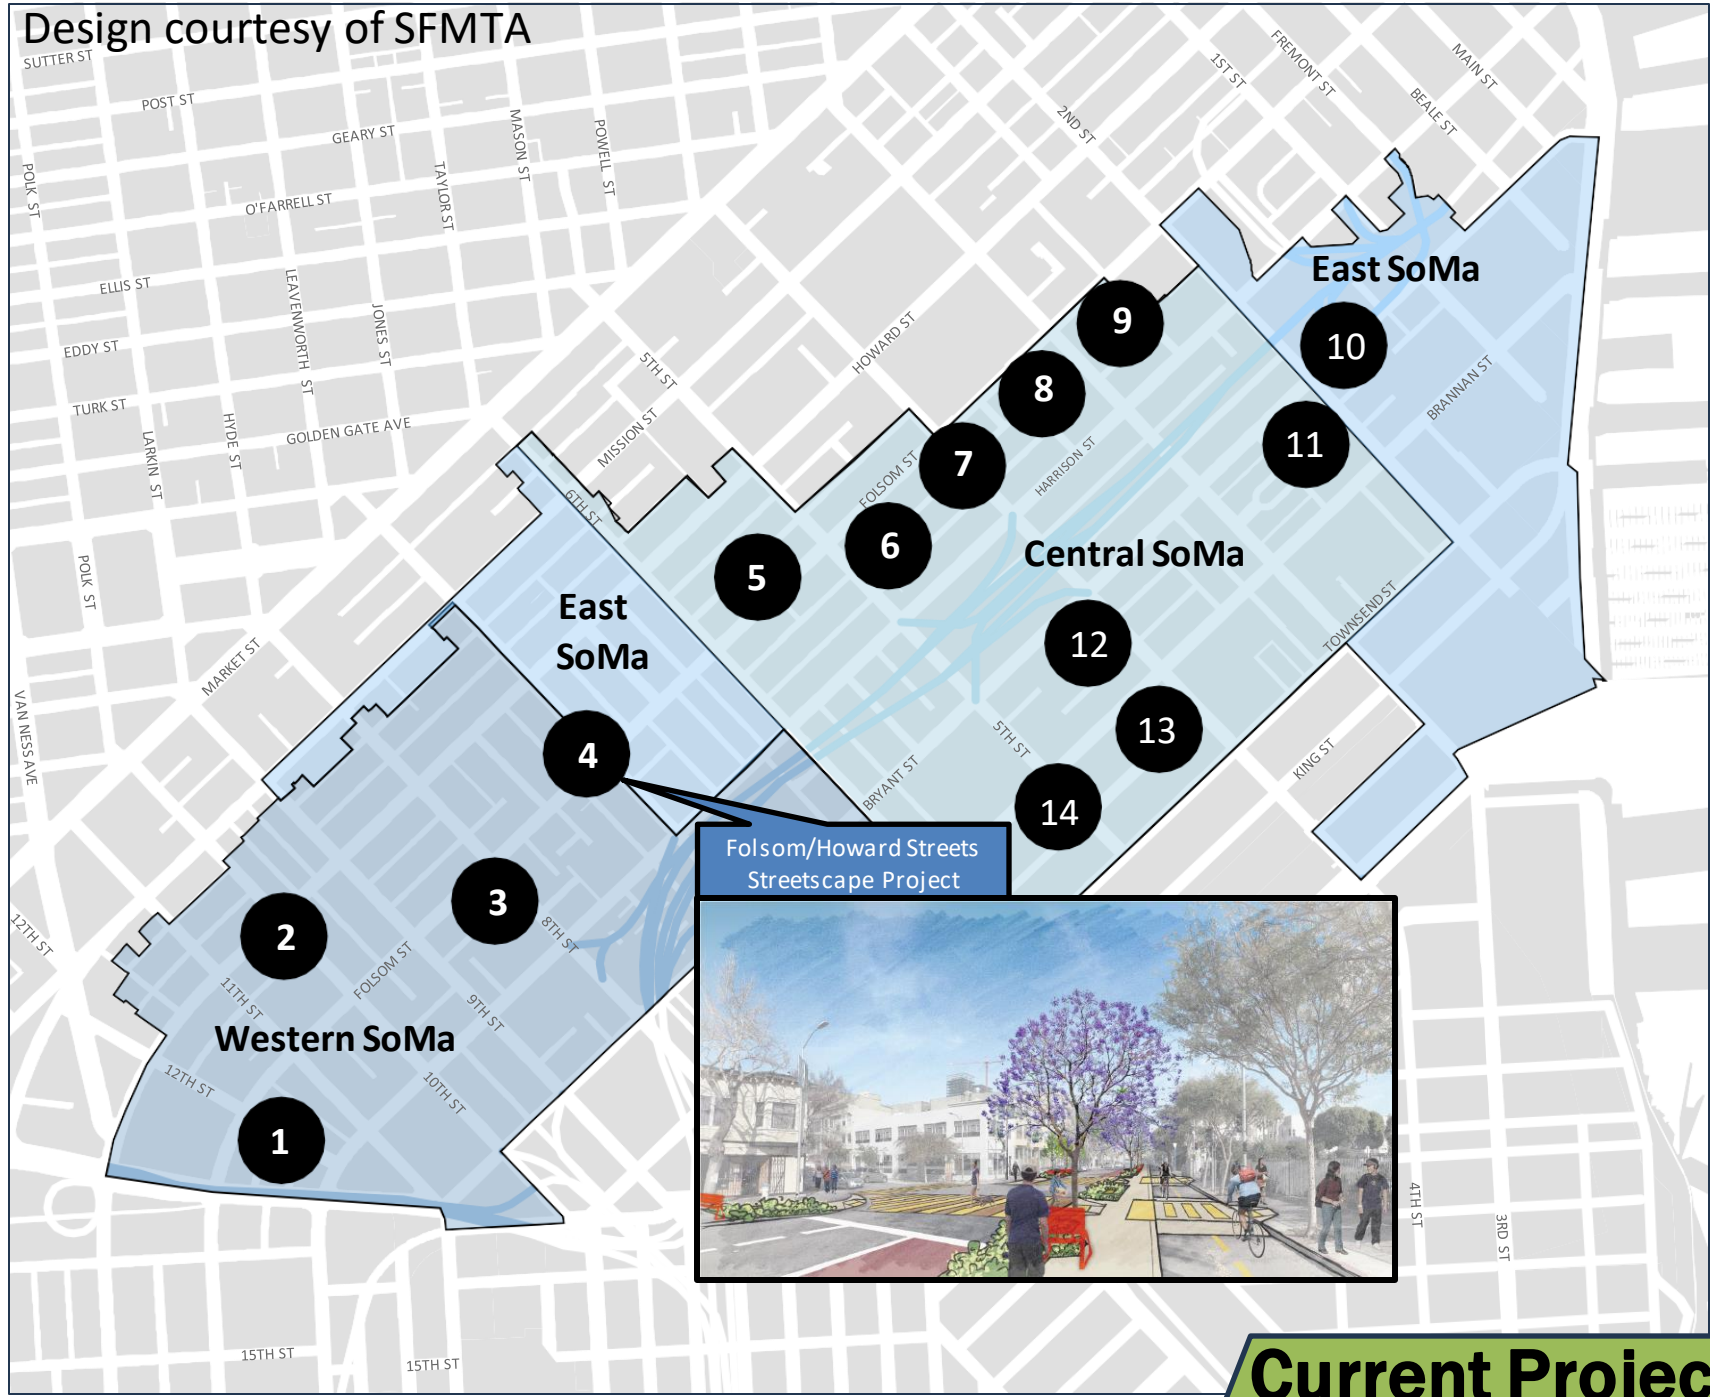 Design courtesy of SFMTA
SUTTER ST
POST ST
GEARY ST
MASON ST
POWELL ST
TAYLOR ST
POLK ST
O'FARRELL ST
ELLIS ST
LEAVENWORTH ST
JONES ST
EDDY ST
TURK ST
HYDE ST
LARKIN ST
GOLDEN GATE AVE
1ST ST
FREMONT ST
MAIN ST
BEALE ST
2ND ST
HOWARD ST
5TH ST
MISSION ST
6TH ST
East SoMa
9
10
8
BRANNAN ST
11
7
HARRISON ST
FOLSOM ST
6
5
Central SoMa
East
SoMa
12
TOWNSEND ST
POLK ST
MARKET ST
VAN NESS AVE
4
13
5TH ST
KING ST
BRYANT ST
14
Folsom/Howard Streets
Streetscape Project
3
2
12TH ST
8TH ST
FOLSOM ST
11TH ST
9TH ST
Western SoMa
12TH ST
10TH ST
1
4TH ST
3RD ST
15TH ST
15TH ST
Current Projec